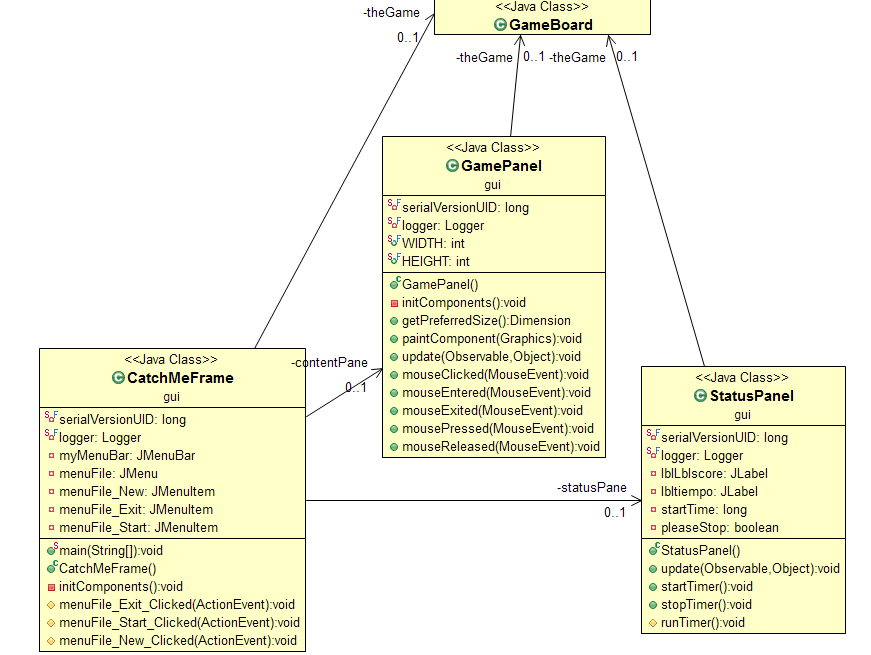 <<Java Class>>
GameBoard
-theGame
0..1
-theGame
0..1
-theGame
0..1
<<Java Class>>
GamePanel
gui
serialVersionUID: long
logger: Logger
WIDTH: int
HEIGHT: int
GamePanel()
initComponents():void
getPreferredSize():Dimension
paintComponent(Graphics):void
update(Observable,Object):void
mouseClicked(MouseEvent):void
mouseEntered(MouseEvent):void
mouseExited(MouseEvent):void
mousePressed(MouseEvent):void
mouseReleased(MouseEvent):void
-contentPane
0..1
<<Java Class>>
CatchMeFrame
gui
serialVersionUID: long
logger: Logger
myMenuBar: JMenuBar
menuFile: JMenu
menuFile_New: JMenuItem
menuFile_Exit: JMenuItem
menuFile_Start: JMenuItem
main(String[]):void
CatchMeFrame()
initComponents():void
menuFile_Exit_Clicked(ActionEvent):void
menuFile_Start_Clicked(ActionEvent):void
menuFile_New_Clicked(ActionEvent):void
-statusPane
0..1
<<Java Class>>
StatusPanel
gui
serialVersionUID: long
logger: Logger
lblLblscore: JLabel
lbltiempo: JLabel
startTime: long
pleaseStop: boolean
StatusPanel()
update(Observable,Object):void
startTimer():void
stopTimer():void
runTimer():void